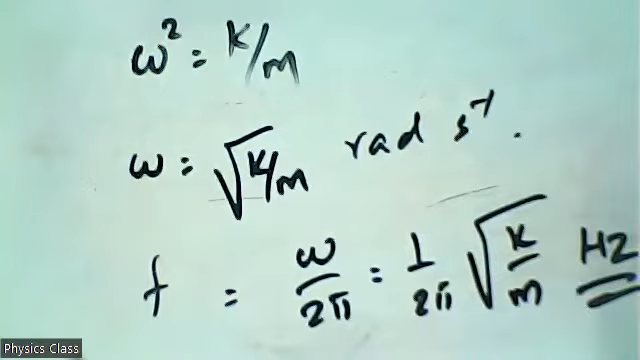 ω² = K/m
ω = √K/m rad s⁻¹.
f = ω/2π = 1/2π √K/m Hz
Physics Class